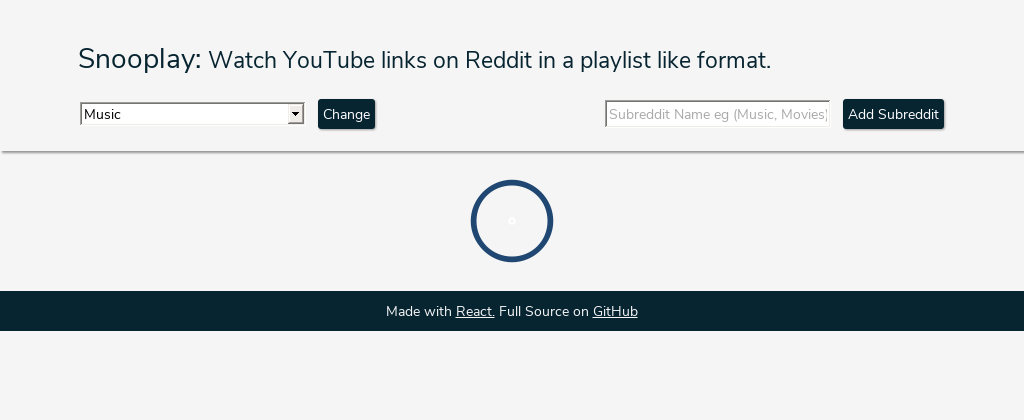 Snooplay: Watch YouTube links on Reddit in a playlist like format.
Music Change Subreddit Name eg (Music, Movies) Add Subreddit
Made with React. Full Source on GitHub